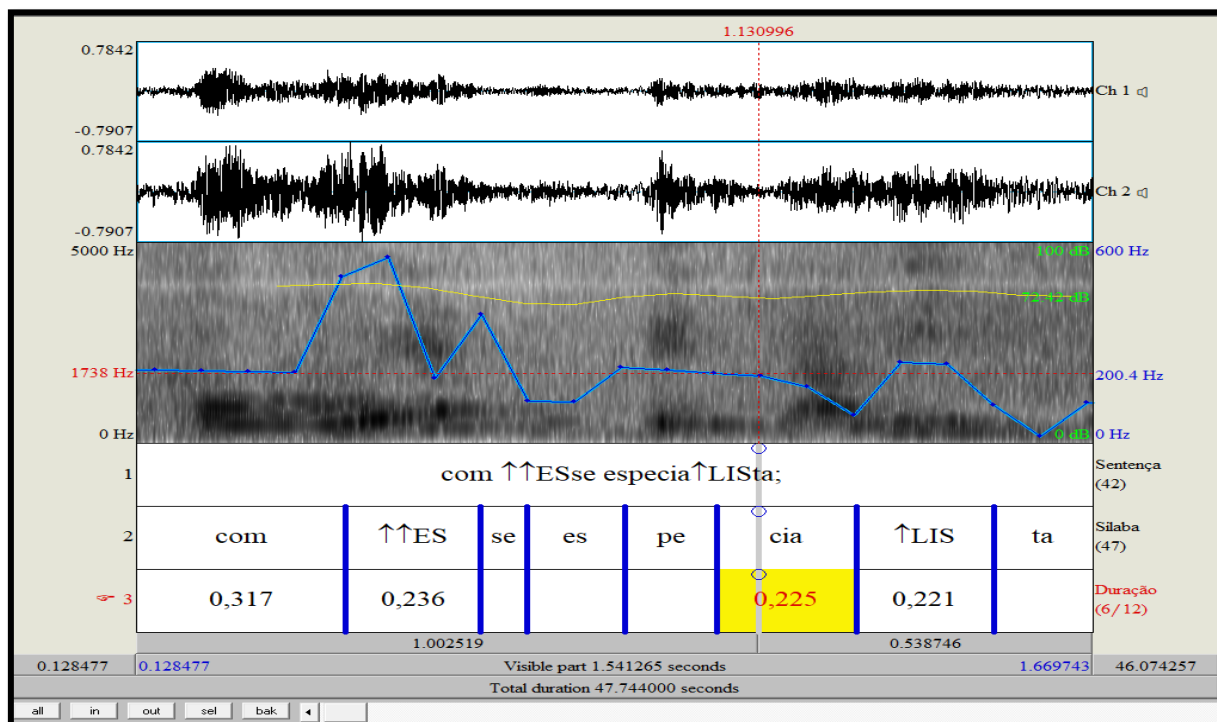 1.130996
0.7842
-0.7907
Ch 1
0.7842
-0.7907
Ch 2
5000 Hz
100 dB
600 Hz
72.42 dB
1738 Hz
200.4 Hz
0 Hz
0 dB
0 Hz
1 com ↑↑ESse especia↑LISta; Sentença (42)
2 com ↑↑ES se es pe cia ↑LIS ta Silaba (47)
☞ 3 0,317 0,236 0,225 0,221 Duração (6/12)
1.002519 0.538746
0.128477 0.128477 Visible part 1.541265 seconds 1.669743 46.074257
Total duration 47.744000 seconds
all in out sel bak